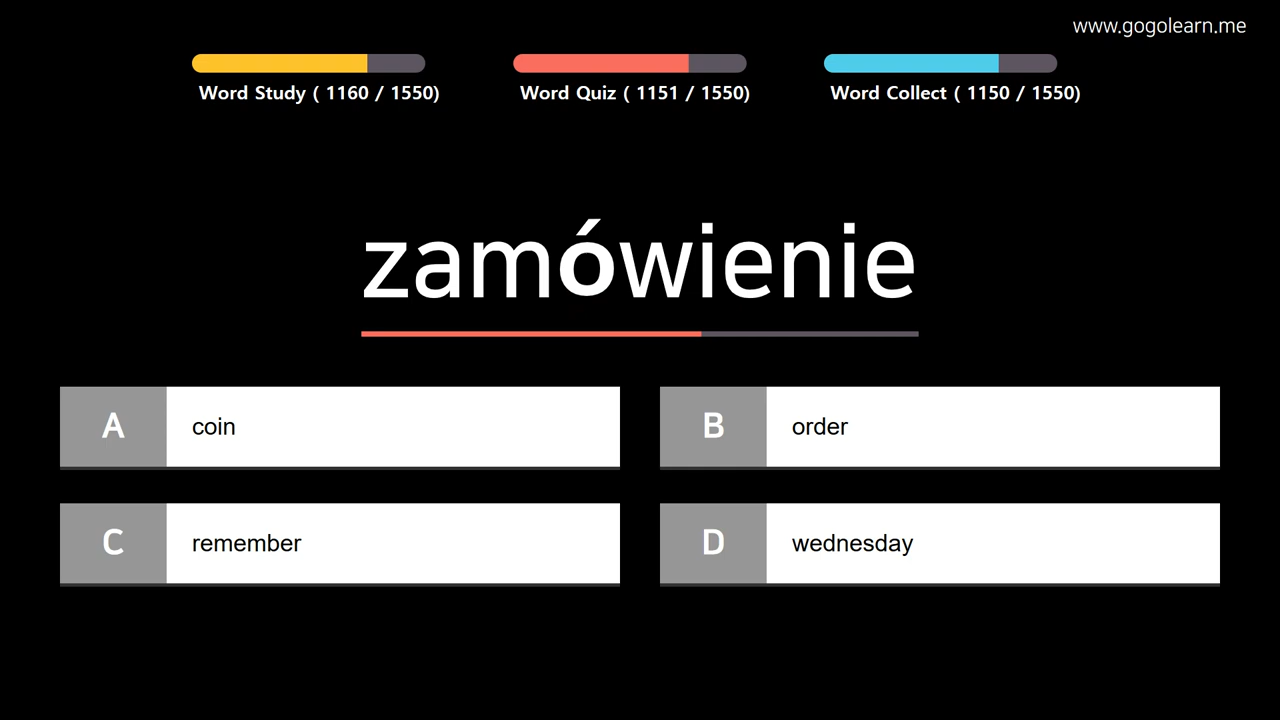 www.gogolearn.me
Word Study ( 1160 / 1550)
Word Quiz ( 1151 / 1550)
Word Collect ( 1150 / 1550)
zamówienie
A coin
B order
C remember
D wednesday